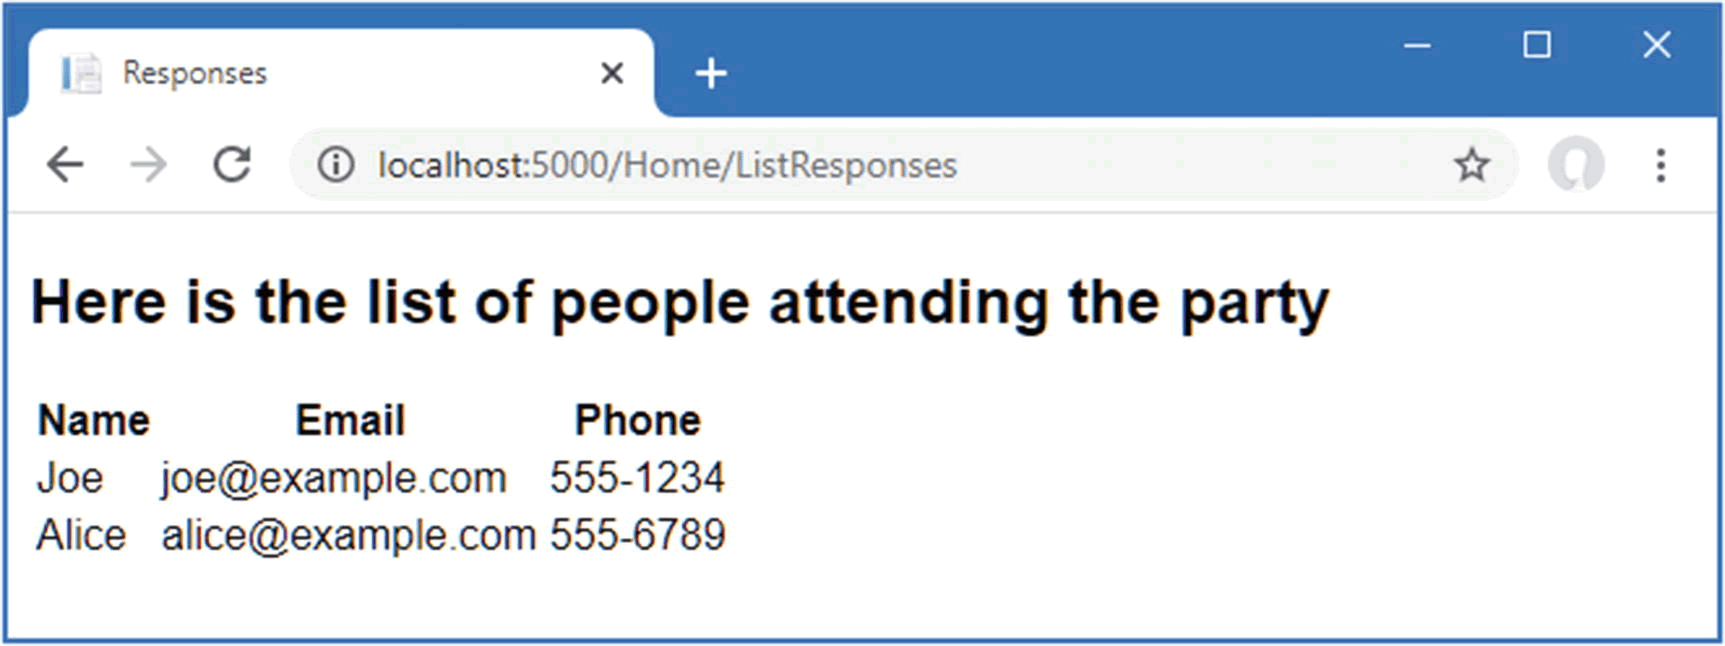 Responses
localhost:5000/Home/ListResponses
Here is the list of people attending the party
Name Email Phone
Joe joe@example.com 555-1234
Alice alice@example.com 555-6789